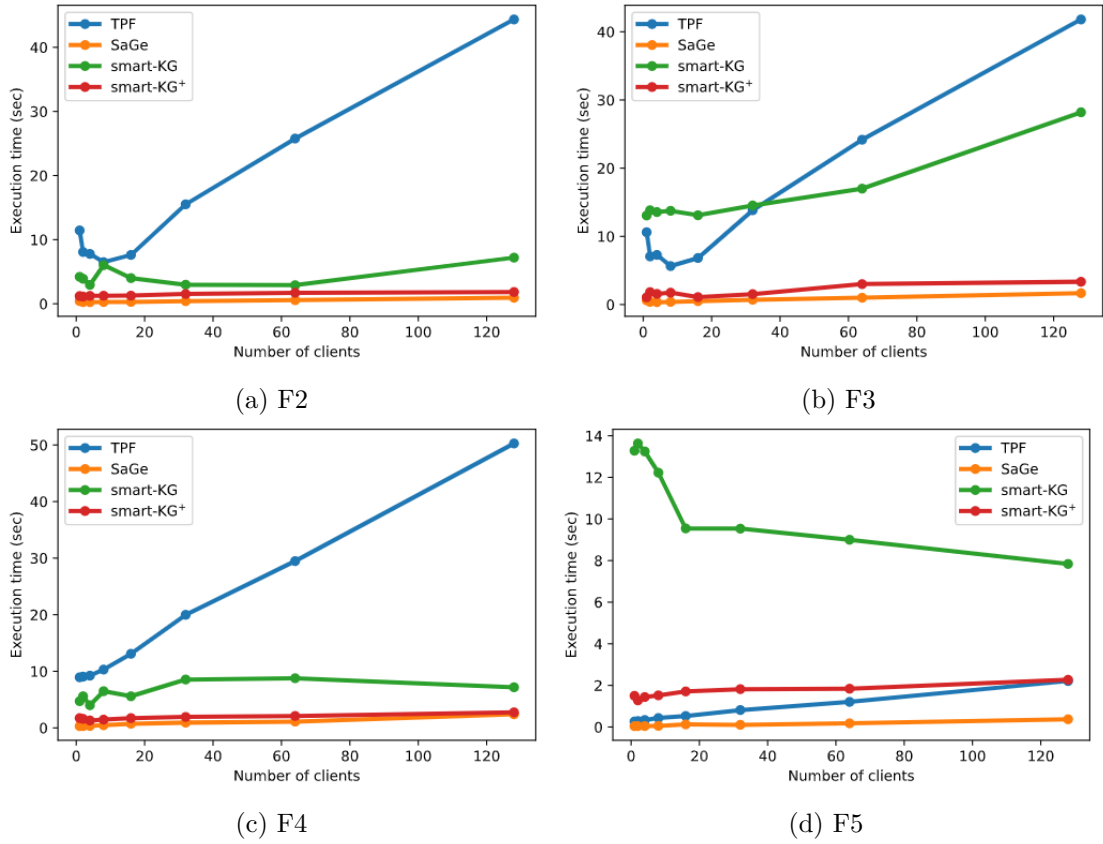 TPF
SaGe
smart-KG
smart-KG⁺
Execution time (sec)
40
30
20
10
0
0 20 40 60 80 100 120
Number of clients
(a) F2
TPF
SaGe
smart-KG
smart-KG⁺
Execution time (sec)
40
30
20
10
0
0 20 40 60 80 100 120
Number of clients
(b) F3
TPF
SaGe
smart-KG
smart-KG⁺
Execution time (sec)
50
40
30
20
10
0
0 20 40 60 80 100 120
Number of clients
(c) F4
TPF
SaGe
smart-KG
smart-KG⁺
Execution time (sec)
14
12
10
8
6
4
2
0
0 20 40 60 80 100 120
Number of clients
(d) F5